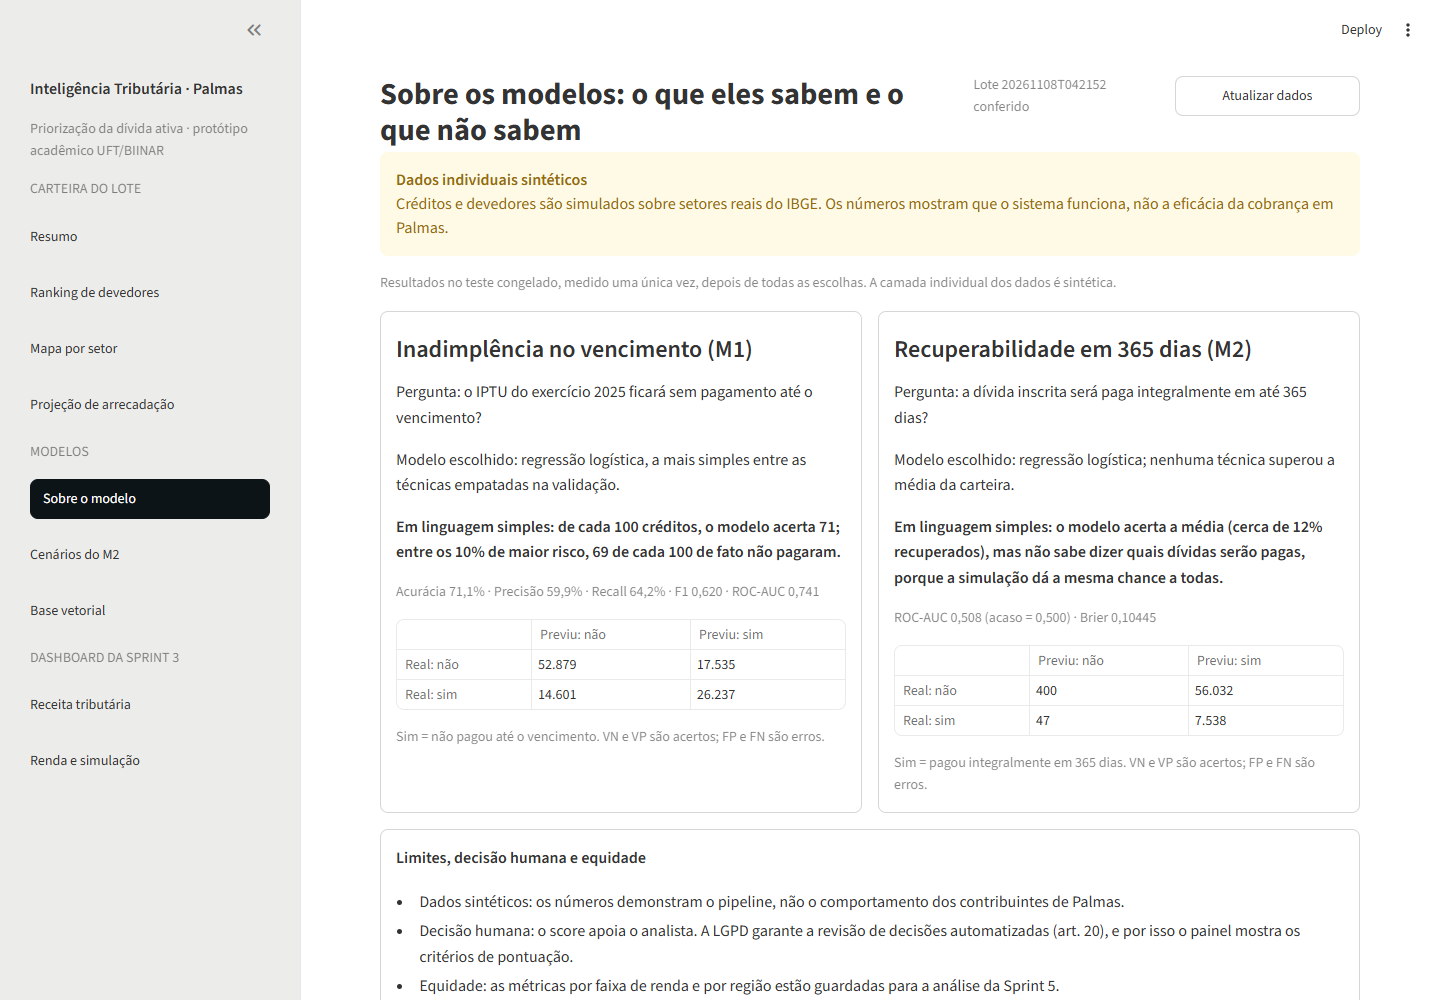 Deploy
Inteligência Tributária · Palmas
Priorização da dívida ativa · protótipo
acadêmico UFT/BIINAR
CARTEIRA DO LOTE
Resumo
Ranking de devedores
Mapa por setor
Projeção de arrecadação
MODELOS
Sobre o modelo
Cenários do M2
Base vetorial
DASHBOARD DA SPRINT 3
Receita tributária
Renda e simulação
Sobre os modelos: o que eles sabem e o
que não sabem
Lote 20261108T042152
conferido
Atualizar dados
Dados individuais sintéticos
Créditos e devedores são simulados sobre setores reais do IBGE. Os números mostram que o sistema funciona, não a eficácia da cobrança em
Palmas.
Resultados no teste congelado, medido uma única vez, depois de todas as escolhas. A camada individual dos dados é sintética.
Inadimplência no vencimento (M1)
Pergunta: o IPTU do exercício 2025 ficará sem pagamento até o
vencimento?
Modelo escolhido: regressão logística, a mais simples entre as
técnicas empatadas na validação.
Em linguagem simples: de cada 100 créditos, o modelo acerta 71;
entre os 10% de maior risco, 69 de cada 100 de fato não pagaram.
Acurácia 71,1% · Precisão 59,9% · Recall 64,2% · F1 0,620 · ROC-AUC 0,741
Previu: não Previu: sim
Real: não 52.879 17.535
Real: sim 14.601 26.237
Sim = não pagou até o vencimento. VN e VP são acertos; FP e FN são erros.
Recuperabilidade em 365 dias (M2)
Pergunta: a dívida inscrita será paga integralmente em até 365
dias?
Modelo escolhido: regressão logística; nenhuma técnica superou a
média da carteira.
Em linguagem simples: o modelo acerta a média (cerca de 12%
recuperados), mas não sabe dizer quais dívidas serão pagas,
porque a simulação dá a mesma chance a todas.
ROC-AUC 0,508 (acaso = 0,500) · Brier 0,10445
Previu: não Previu: sim
Real: não 400 56.032
Real: sim 47 7.538
Sim = pagou integralmente em 365 dias. VN e VP são acertos; FP e FN são
erros.
Limites, decisão humana e equidade
• Dados sintéticos: os números demonstram o pipeline, não o comportamento dos contribuintes de Palmas.
• Decisão humana: o score apoia o analista. A LGPD garante a revisão de decisões automatizadas (art. 20), e por isso o painel mostra os
critérios de pontuação.
• Equidade: as métricas por faixa de renda e por região estão guardadas para a análise da Sprint 5.